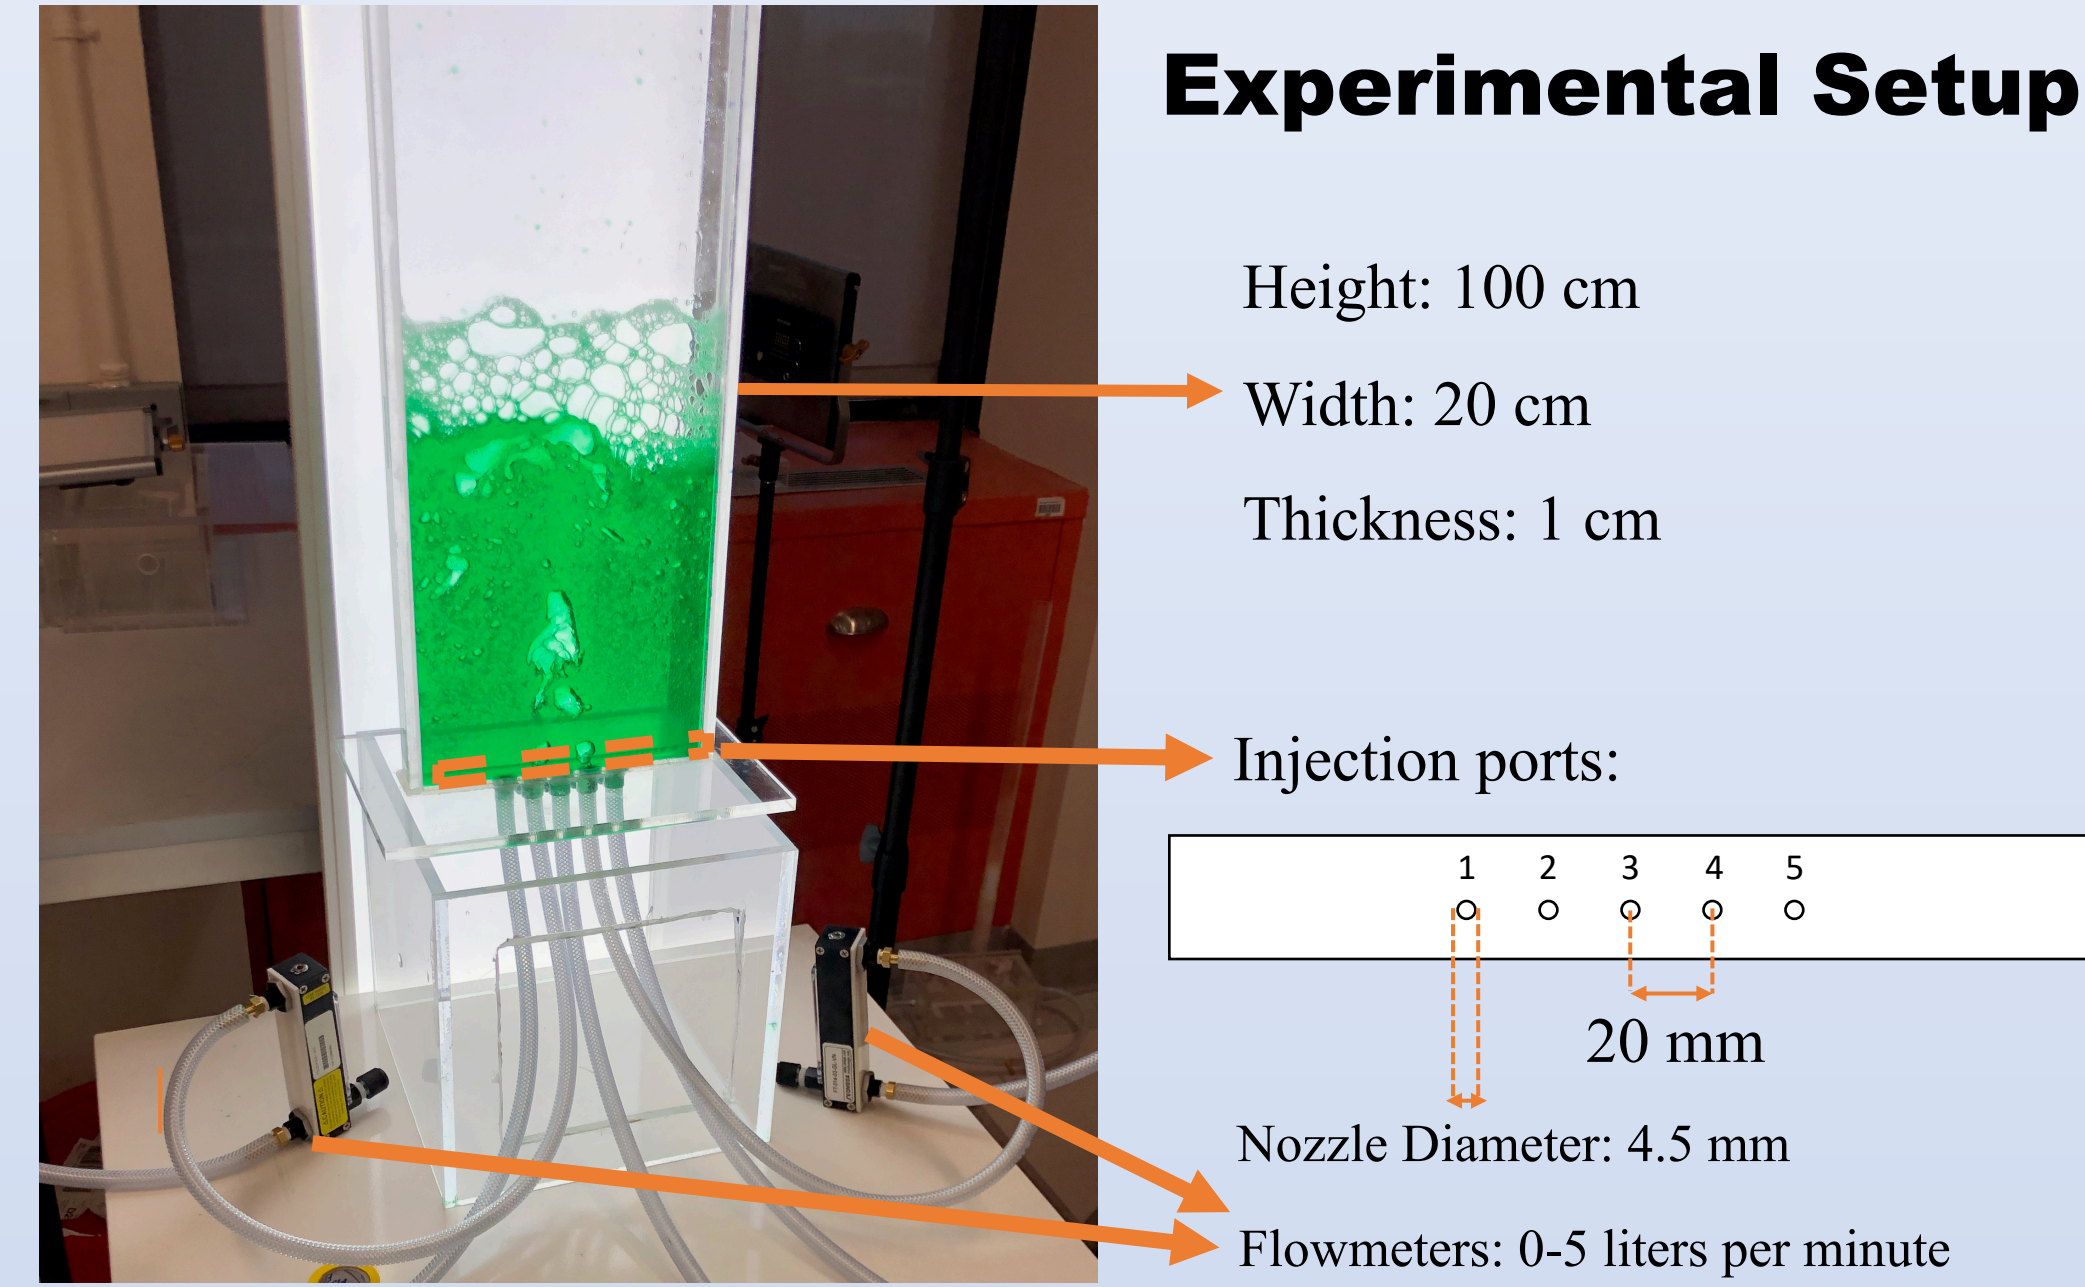 Experimental Setup
Height: 100 cm
Width: 20 cm
Thickness: 1 cm
Injection ports:
1 2 3 4 5
20 mm
Nozzle Diameter: 4.5 mm
Flowmeters: 0-5 liters per minute